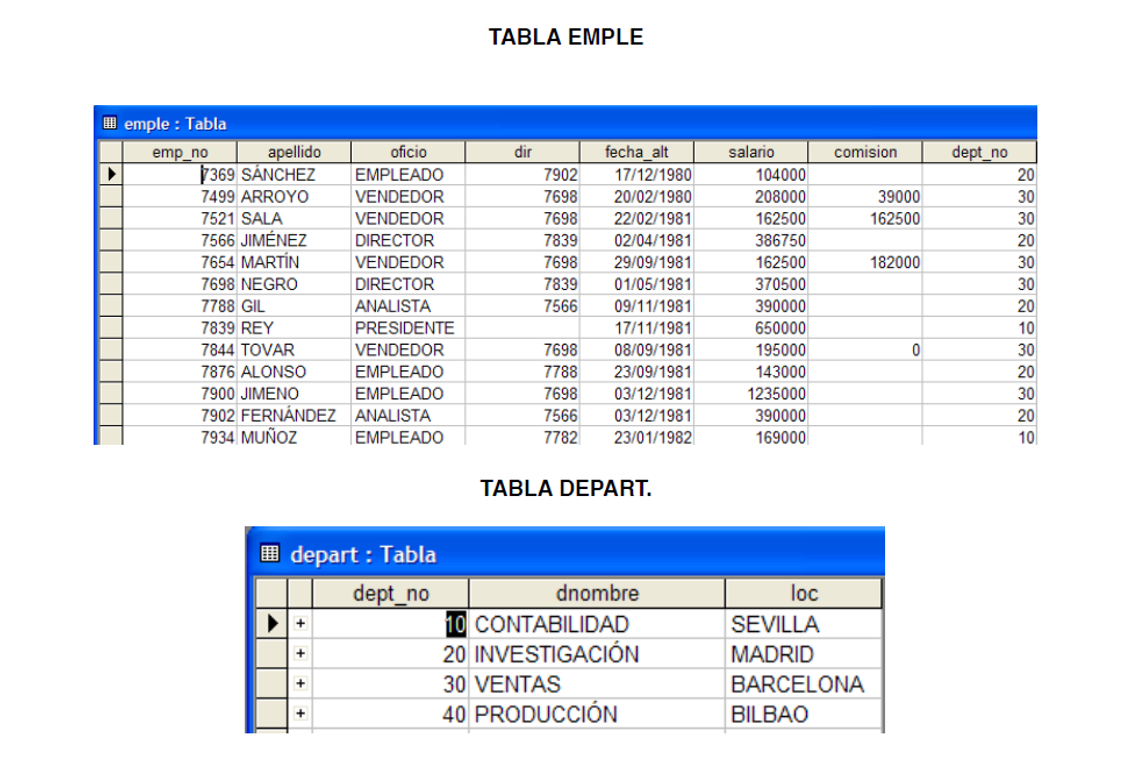 TABLA EMPLE
emple : Tabla
emp_no apellido oficio dir fecha_alt salario comision dept_no
7369 SÁNCHEZ EMPLEADO 7902 17/12/1980 104000 20
7499 ARROYO VENDEDOR 7698 20/02/1980 208000 39000 30
7521 SALA VENDEDOR 7698 22/02/1981 162500 162500 30
7566 JIMÉNEZ DIRECTOR 7839 02/04/1981 386750 20
7654 MARTÍN VENDEDOR 7698 29/09/1981 162500 182000 30
7698 NEGRO DIRECTOR 7839 01/05/1981 370500 30
7788 GIL ANALISTA 7566 09/11/1981 390000 20
7839 REY PRESIDENTE 17/11/1981 650000 10
7844 TOVAR VENDEDOR 7698 08/09/1981 195000 0 30
7876 ALONSO EMPLEADO 7788 23/09/1981 143000 20
7900 JIMENO EMPLEADO 7698 03/12/1981 1235000 30
7902 FERNÁNDEZ ANALISTA 7566 03/12/1981 390000 20
7934 MUÑOZ EMPLEADO 7782 23/01/1982 169000 10
TABLA DEPART.
depart : Tabla
dept_no dnombre loc
+ 10 CONTABILIDAD SEVILLA
+ 20 INVESTIGACIÓN MADRID
+ 30 VENTAS BARCELONA
+ 40 PRODUCCIÓN BILBAO